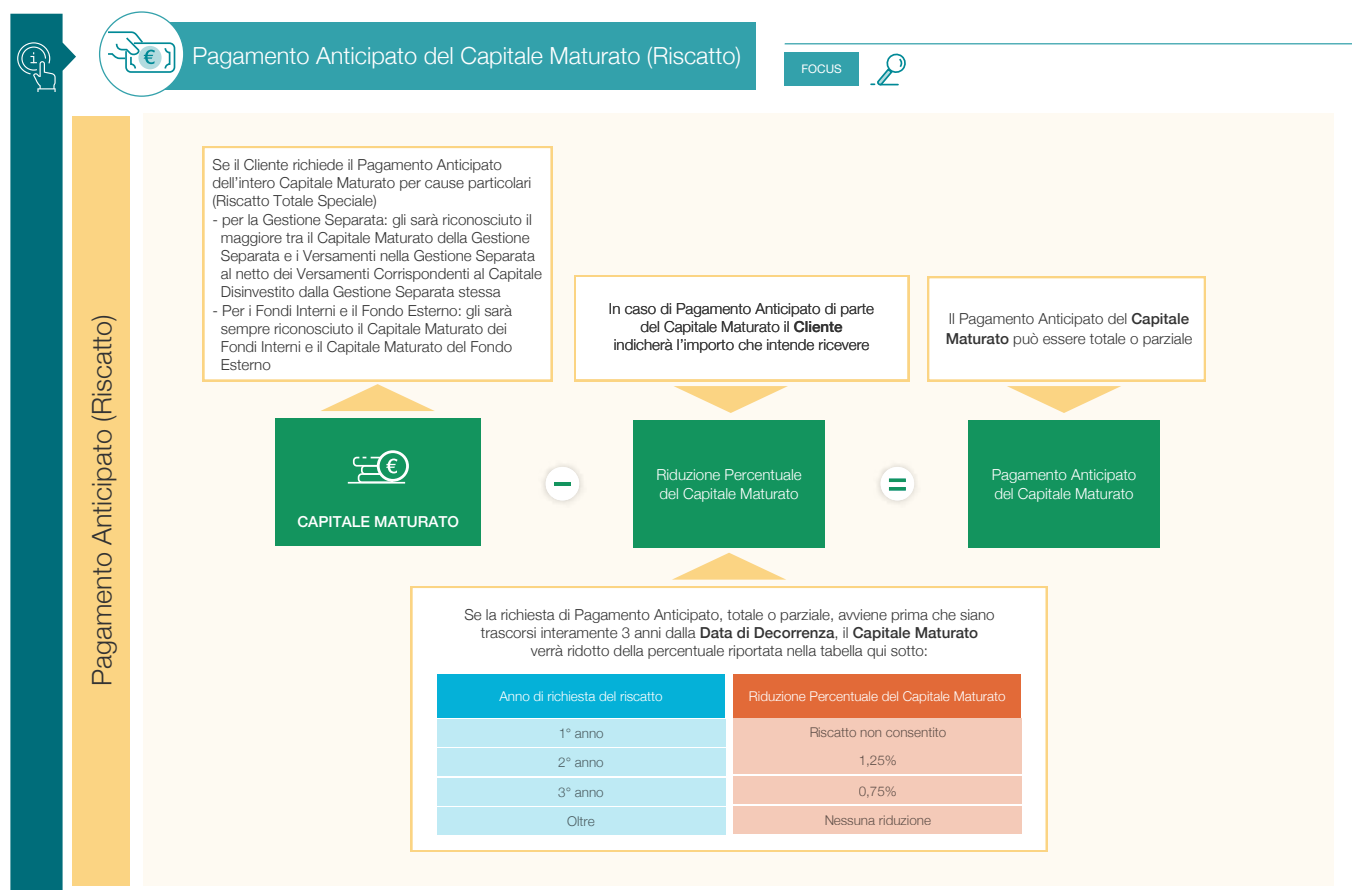 Pagamento Anticipato del Capitale Maturato (Riscatto)
FOCUS
Pagamento Anticipato (Riscatto)
Se il Cliente richiede il Pagamento Anticipato
dell'intero Capitale Maturato per cause particolari
(Riscatto Totale Speciale)
- per la Gestione Separata: gli sarà riconosciuto il
maggiore tra il Capitale Maturato della Gestione
Separata e i Versamenti nella Gestione Separata
al netto dei Versamenti Corrispondenti al Capitale
Disinvestito dalla Gestione Separata stessa
- Per i Fondi Interni e il Fondo Esterno: gli sarà
sempre riconosciuto il Capitale Maturato dei
Fondi Interni e il Capitale Maturato del Fondo
Esterno
In caso di Pagamento Anticipato di parte
del Capitale Maturato il Cliente
indicherà l'importo che intende ricevere
Il Pagamento Anticipato del Capitale
Maturato può essere totale o parziale
€
CAPITALE MATURATO
–
Riduzione Percentuale
del Capitale Maturato
=
Pagamento Anticipato
del Capitale Maturato
Se la richiesta di Pagamento Anticipato, totale o parziale, avviene prima che siano
trascorsi interamente 3 anni dalla Data di Decorrenza, il Capitale Maturato
verrà ridotto della percentuale riportata nella tabella qui sotto:
Anno di richiesta del riscatto Riduzione Percentuale del Capitale Maturato
1° anno Riscatto non consentito
2° anno 1,25%
3° anno 0,75%
Oltre Nessuna riduzione